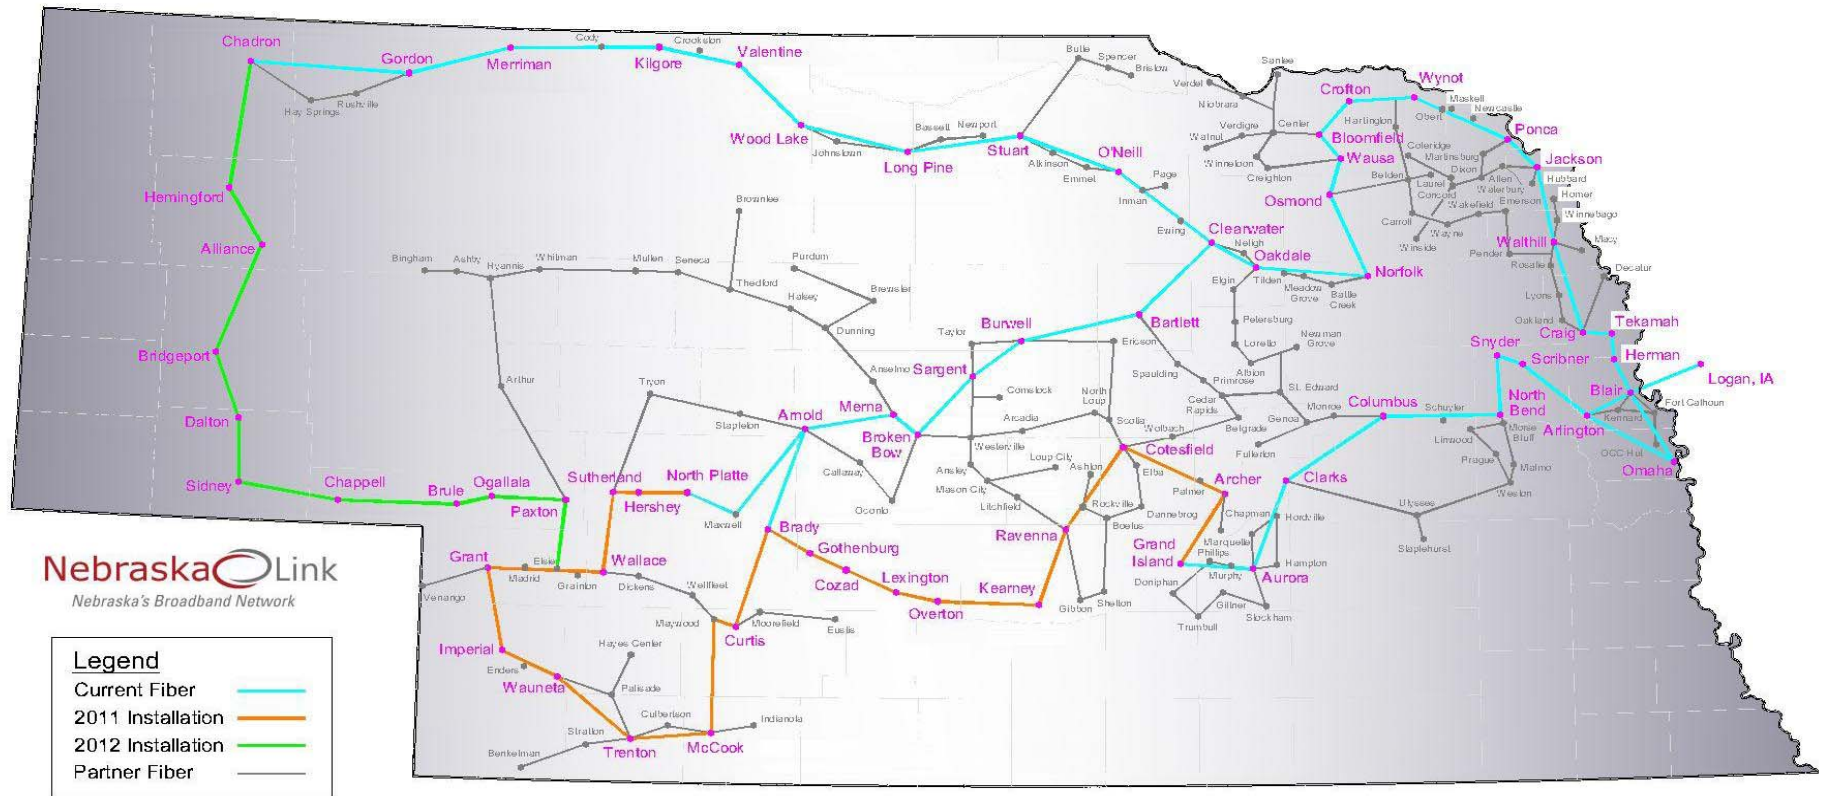 Chadron
Gordon
Merriman
Cody
Kilgore
Crookston
Valentine
Hay Springs
Rushville
Wood Lake
Johnstown
Long Pine
Bassett
Newport
Stuart
Butte
Spencer
Bristow
Atkinson
Emmet
O'Neill
Page
Inman
Ewing
Clearwater
Neligh
Oakdale
Tilden
Meadow
Grove
Battle
Creek
Norfolk
Verdel
Niobrara
Santee
Verdigre
Walnut
Winnetoon
Center
Creighton
Crofton
Bloomfield
Wausa
Osmond
Wynot
Hartington
Obert
Maskell
Newcastle
Ponca
Jackson
Coleridge
Martinsburg
Dixon
Belden
Laurel
Concord
Allen
Waterbury
Hubbard
Homer
Emerson
Wakefield
Wayne
Carroll
Winside
Winnebago
Walthill
Macy
Pender
Rosalie
Decatur
Lyons
Oakland
Craig
Tekamah
Herman
Logan, IA
Blair
Fort Calhoun
Kennard
Arlington
OCC Hut
Omaha
Snyder
Scribner
North
Bend
Morse
Bluff
Linwood
Prague
Malmo
Weston
Schuyler
Columbus
Hemingford
Alliance
Bridgeport
Dalton
Sidney
Chappell
Brule
Ogallala
Paxton
Bingham
Ashby
Hyannis
Whitman
Mullen
Seneca
Thedford
Brownlee
Purdum
Brewster
Halsey
Dunning
Anselmo
Arthur
Tryon
Stapleton
Arnold
Merna
Broken
Bow
Callaway
Oconto
Sutherland
Hershey
North Platte
Maxwell
Brady
Gothenburg
Cozad
Lexington
Overton
Kearney
Taylor
Burwell
Sargent
Comstock
Bartlett
Ericson
North
Loup
Arcadia
Scotia
Westerville
Ansley
Mason City
Litchfield
Loup City
Ashton
Rockville
Ravenna
Boelus
Gibbon
Shelton
Cotesfield
Elba
Dannebrog
Elgin
Petersburg
Loretto
Newman
Grove
Albion
Spaulding
Primrose
Cedar
Rapids
St. Edward
Genoa
Monroe
Belgrade
Wolbach
Fullerton
Palmer
Archer
Chapman
Clarks
Hordville
Marquette
Grand
Island
Phillips
Murphy
Aurora
Hampton
Doniphan
Giltner
Trumbull
Stockham
Ulysses
Staplehurst
Grant
Madrid
Elsie
Grainton
Wallace
Dickens
Wellfleet
Venango
Maywood
Curtis
Moorefield
Eustis
Imperial
Enders
Wauneta
Hayes Center
Palisade
Culbertson
Indianola
Stratton
Benkelman
Trenton
McCook
Nebraska Link
Nebraska's Broadband Network
Legend
Current Fiber
2011 Installation
2012 Installation
Partner Fiber